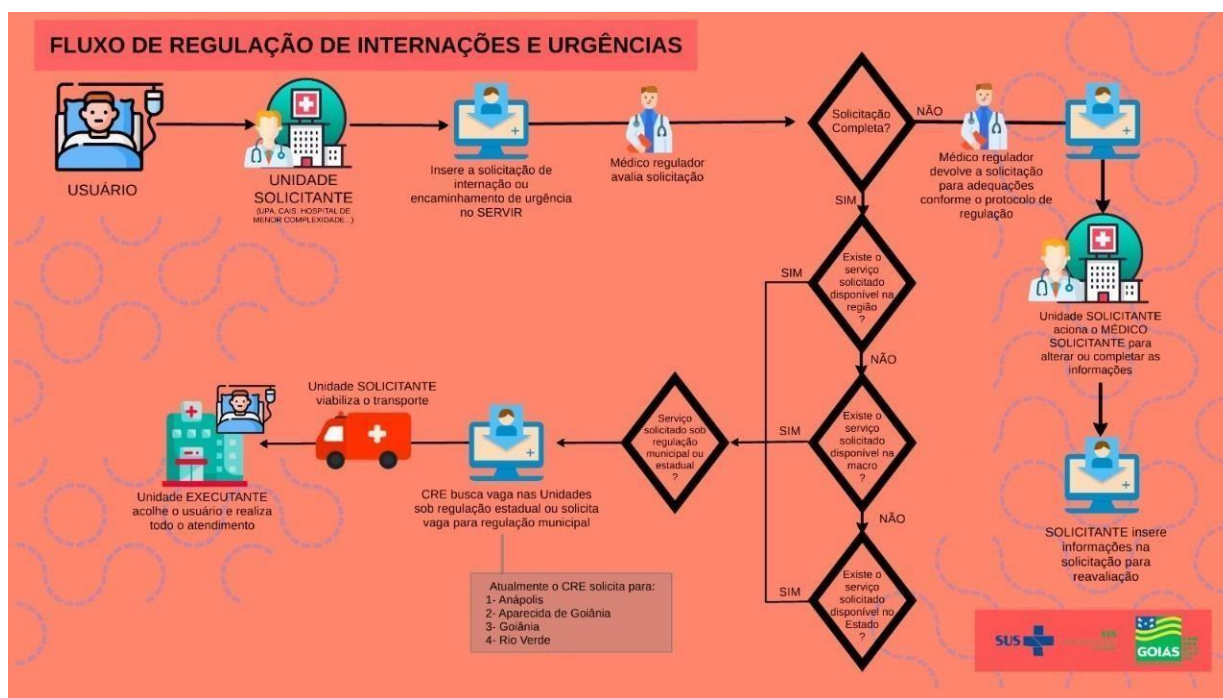 FLUXO DE REGULAÇÃO DE INTERNAÇÕES E URGÊNCIAS
USUÁRIO
UNIDADE
SOLICITANTE
(UPA, CAIS, HOSPITAL DE
MENOR COMPLEXIDADE...)
Insere a solicitação de
internação ou
encaminhamento de urgência
no SERVIR
Médico regulador
avalia solicitação
Solicitação
Completa?
NÃO
Médico regulador
devolve a solicitação
para adequações
conforme o protocolo de
regulação
SIM
Unidade SOLICITANTE
aciona o MÉDICO
SOLICITANTE para
alterar ou completar as
informações
SOLICITANTE insere
informações na
solicitação para
reavaliação
Existe o
serviço
solicitado
disponível na
região
?
SIM
NÃO
Existe o
serviço
solicitado
disponível na
macro
?
SIM
NÃO
Existe o
serviço
solicitado
disponível no
Estado
?
SIM
Serviço
solicitado sob
regulação
municipal ou
estadual
?
CRE busca vaga nas Unidades
sob regulação estadual ou solicita
vaga para regulação municipal
Atualmente o CRE solicita para:
1- Anápolis
2- Aparecida de Goiânia
3- Goiânia
4- Rio Verde
Unidade SOLICITANTE
viabiliza o transporte
Unidade EXECUTANTE
acolhe o usuário e realiza
todo o atendimento
SUS
GOIÁS